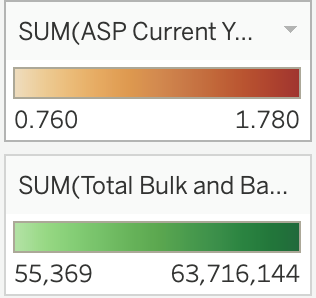 SUM(ASP Current Y...
0.760 1.780
SUM(Total Bulk and Ba...
55,369 63,716,144